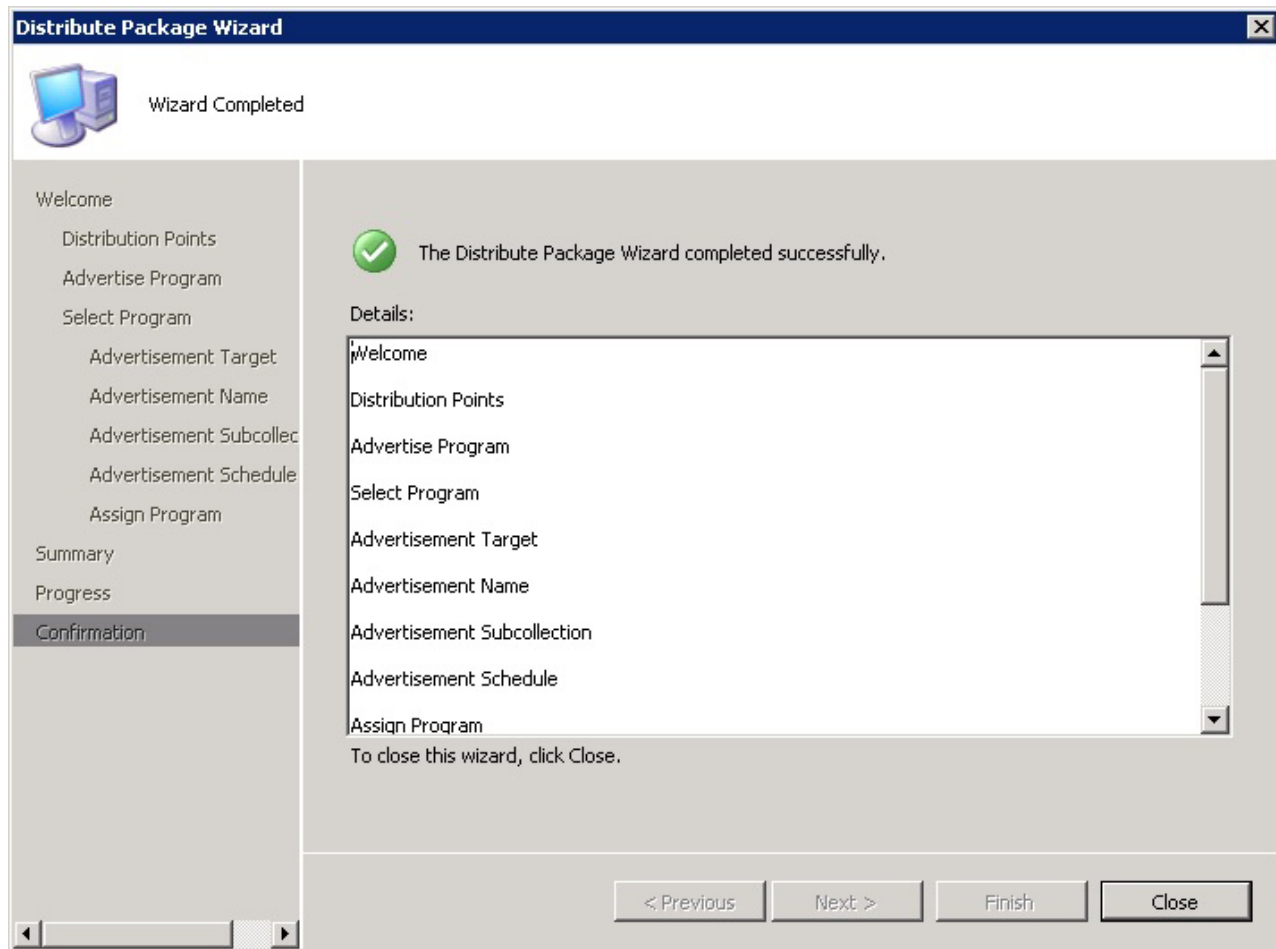 Distribute Package Wizard
Wizard Completed
Welcome
Distribution Points
Advertise Program
Select Program
Advertisement Target
Advertisement Name
Advertisement Subcollec
Advertisement Schedule
Assign Program
Summary
Progress
Confirmation
The Distribute Package Wizard completed successfully.
Details:
Welcome
Distribution Points
Advertise Program
Select Program
Advertisement Target
Advertisement Name
Advertisement Subcollection
Advertisement Schedule
Assign Program
To close this wizard, click Close.
< Previous
Next >
Finish
Close